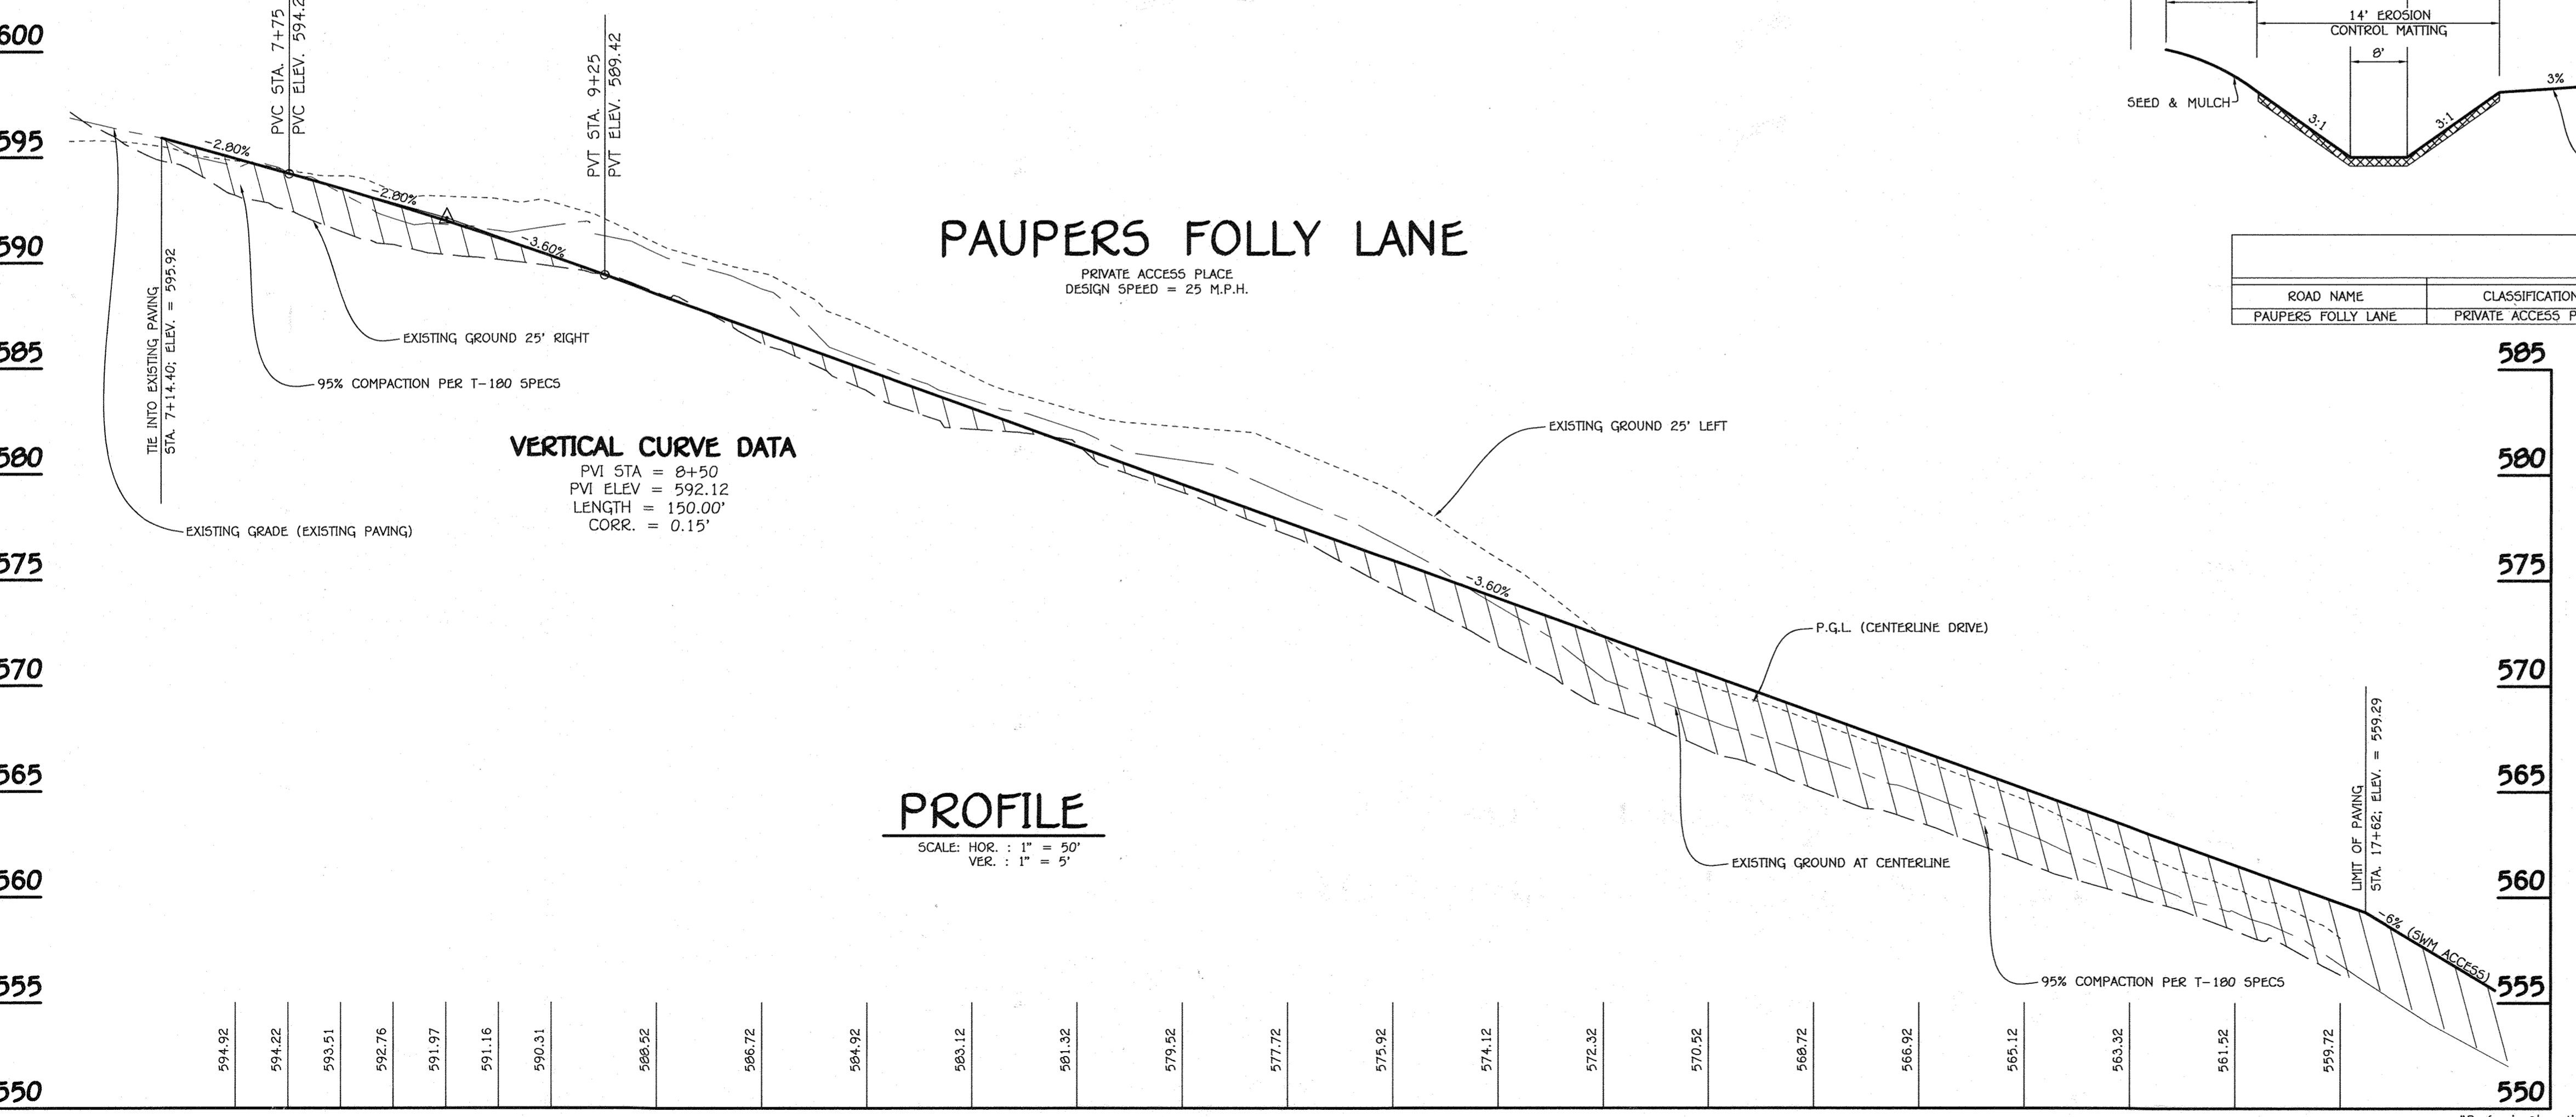 600
595
590
585
580
575
570
565
560
555
550
PVC STA. 7+75
PVC ELEV. 594.2
PVT STA. 9+25
PVT ELEV. 589.42
-2.80%
-2.80%
-3.60%
TIE INTO EXISTING PAVING
STA. 7+14.40; ELEV. = 595.92
EXISTING GROUND 25' RIGHT
95% COMPACTION PER T-180 SPECS
EXISTING GRADE (EXISTING PAVING)
VERTICAL CURVE DATA
PVI STA = 8+50
PVI ELEV = 592.12
LENGTH = 150.00'
CORR. = 0.15'
PAUPERS FOLLY LANE
PRIVATE ACCESS PLACE
DESIGN SPEED = 25 M.P.H.
14' EROSION
CONTROL MATTING
8'
3%
SEED & MULCH
3:1
3:1
ROAD NAME
CLASSIFICATION
PAUPERS FOLLY LANE
PRIVATE ACCESS P
EXISTING GROUND 25' LEFT
-3.60%
P.G.L. (CENTERLINE DRIVE)
PROFILE
SCALE: HOR. : 1" = 50'
VER. : 1" = 5'
EXISTING GROUND AT CENTERLINE
95% COMPACTION PER T-180 SPECS
LIMIT OF PAVING
STA. 17+62; ELEV. = 559.29
-6% (SWM ACCESS)
585
580
575
570
565
560
555
550
594.92
594.22
593.51
592.76
591.97
591.16
590.31
588.52
586.72
584.92
583.12
581.32
579.52
577.72
575.92
574.12
572.32
570.52
568.72
566.92
565.12
563.32
561.52
559.72